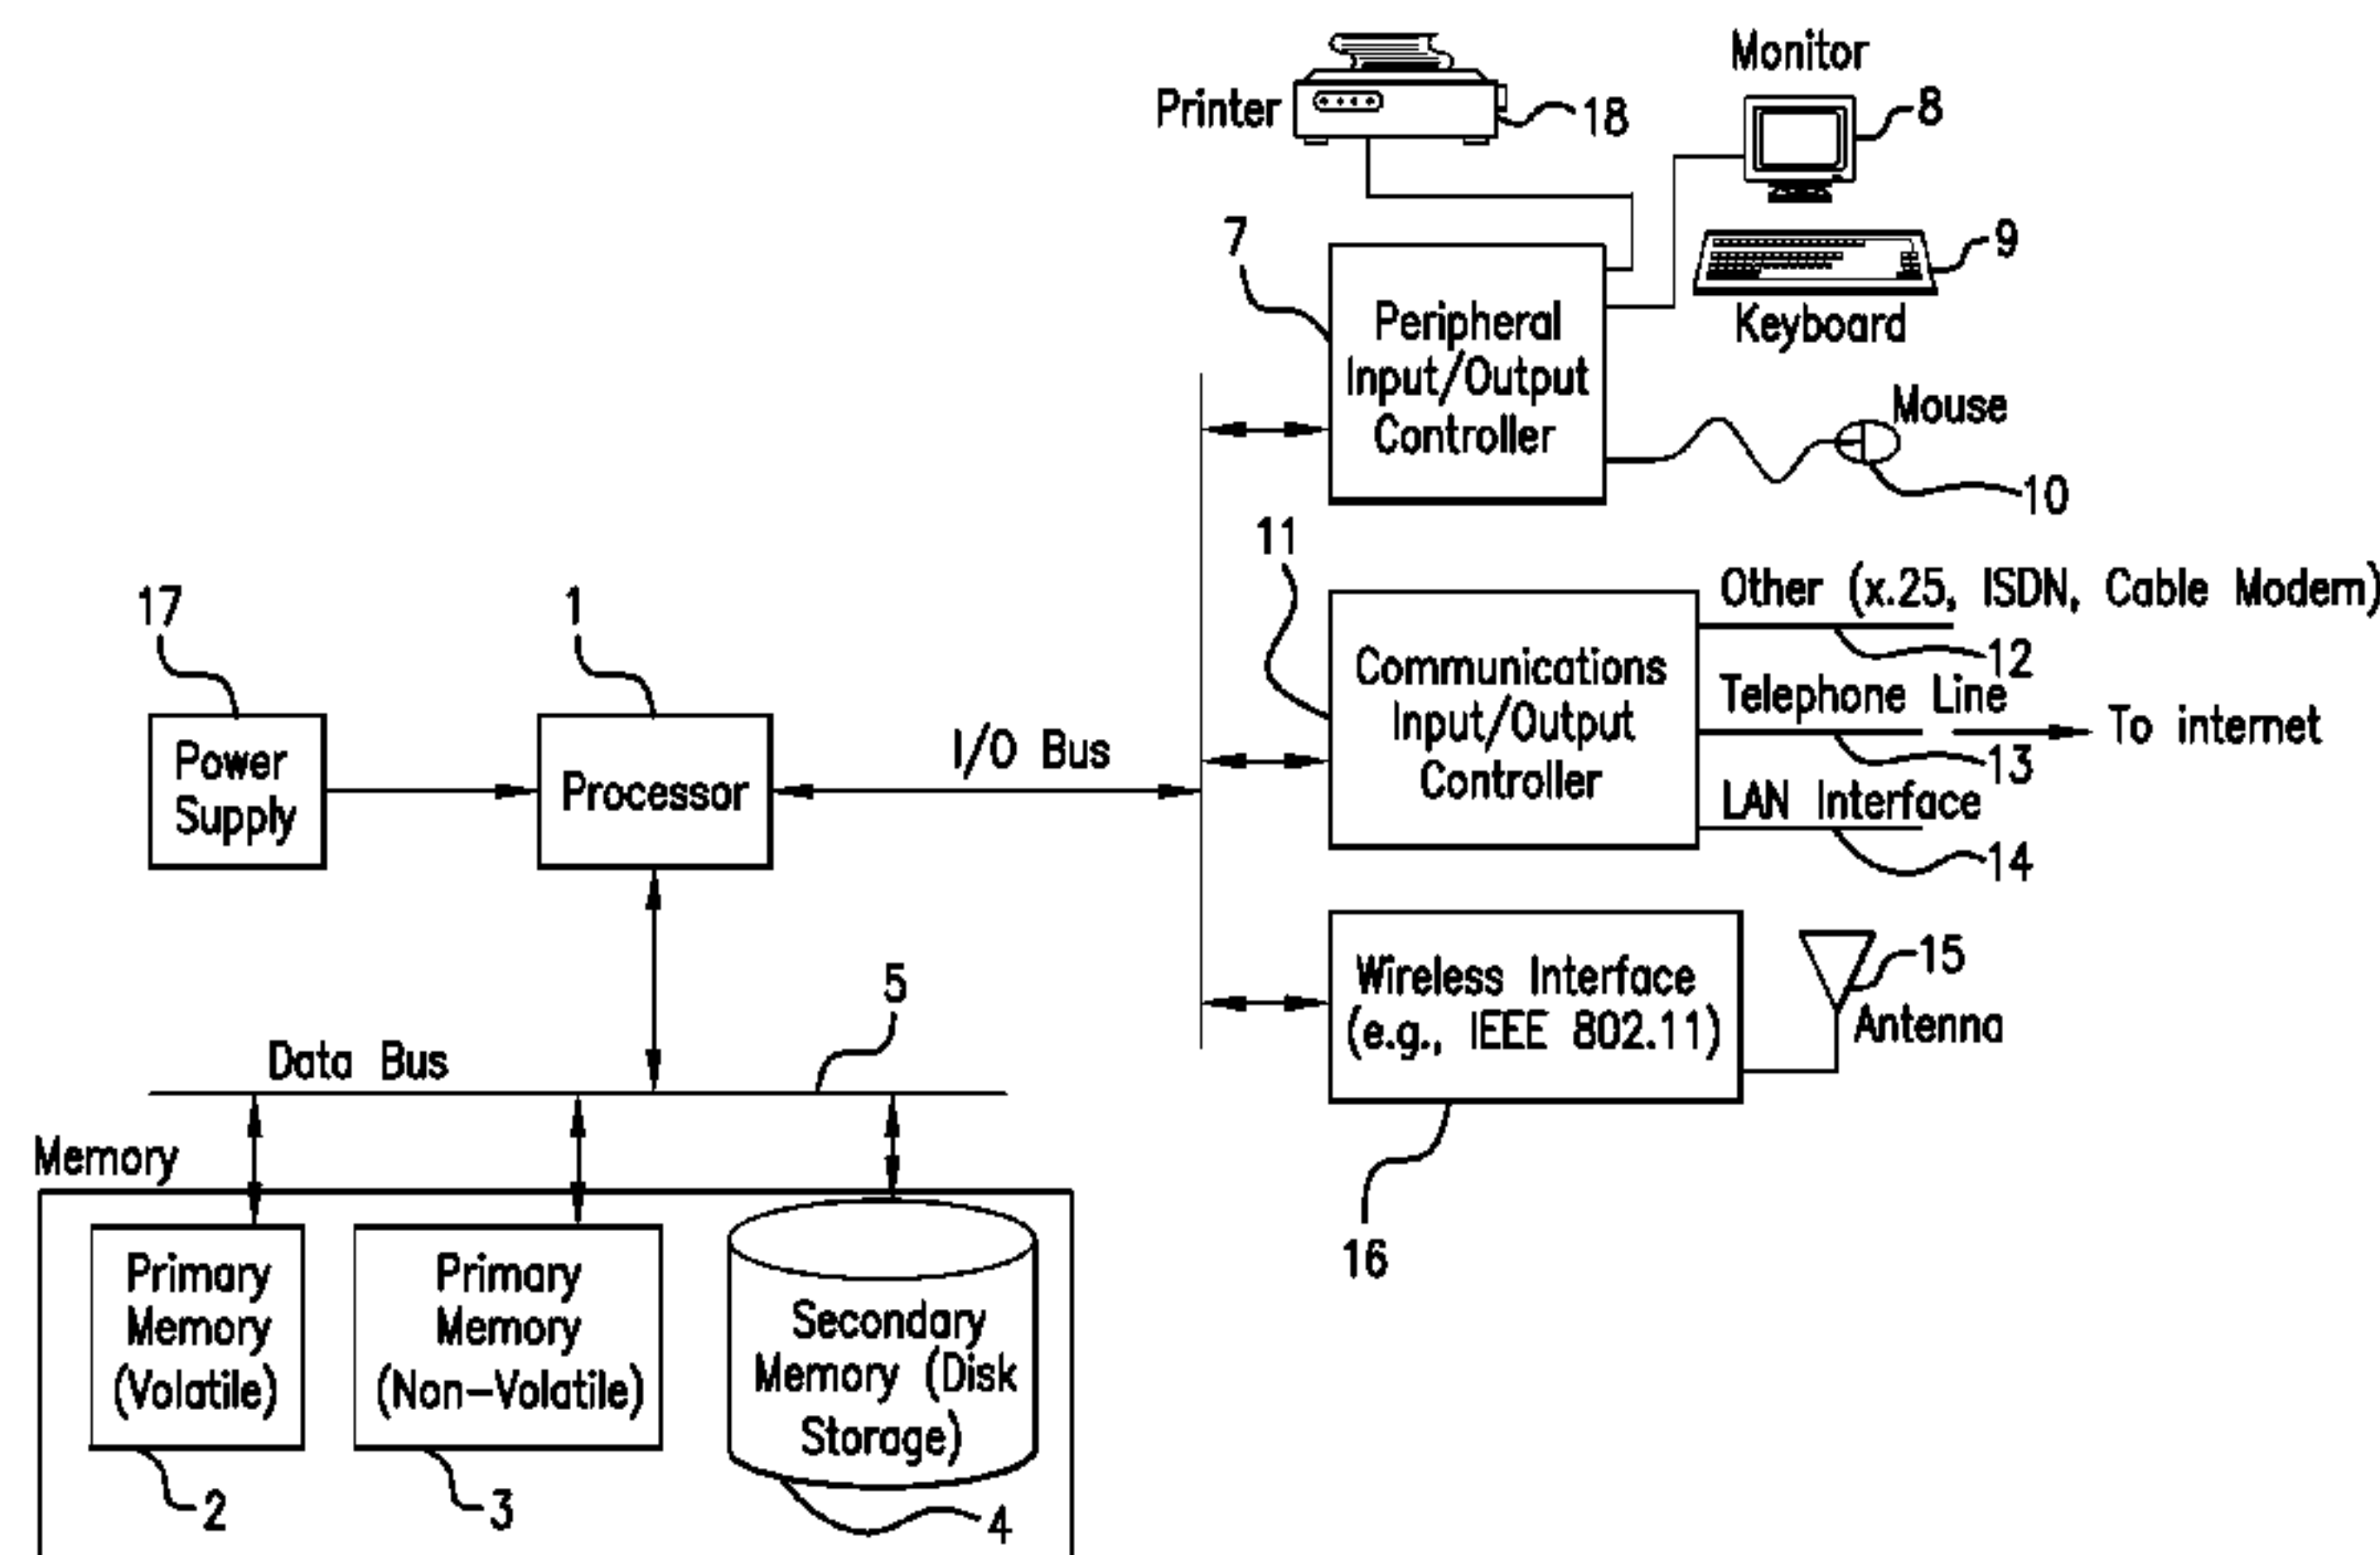 Monitor
8
Printer
18
9
Keyboard
7
Peripheral
Input/Output
Controller
Mouse
10
11
Other (x.25, ISDN, Cable Modem)
12
Communications
Input/Output
Controller
Telephone Line
13
To internet
LAN Interface
14
17
Power
Supply
1
Processor
I/O Bus
Wireless Interface
(e.g., IEEE 802.11)
15
Antenna
16
5
Data Bus
Memory
Primary
Memory
(Volatile)
2
Primary
Memory
(Non-Volatile)
3
Secondary
Memory (Disk
Storage)
4